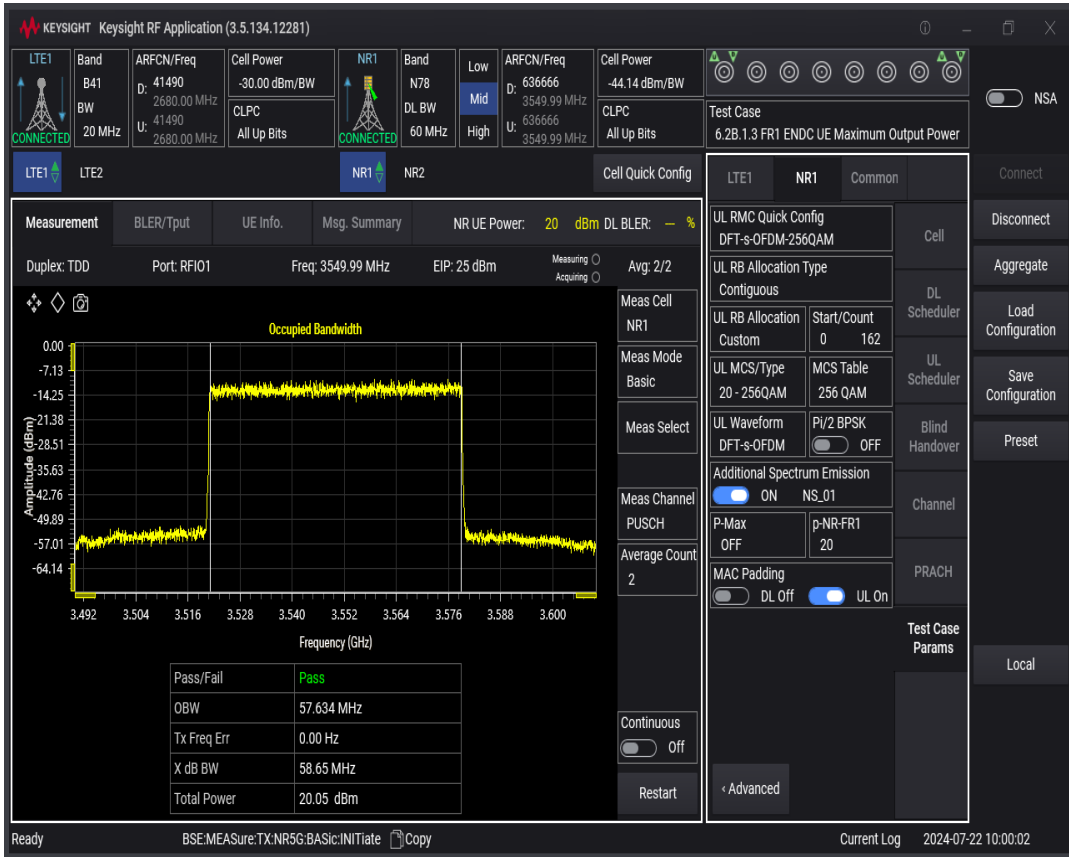 KEYSIGHT Keysight RF Application (3.5.134.12281)
LTE1
CONNECTED
Band
B41
BW
20 MHz
ARFCN/Freq
D: 41490
2680.00 MHz
U: 41490
2680.00 MHz
Cell Power
-30.00 dBm/BW
CLPC
All Up Bits
NR1
CONNECTED
Band
N78
DL BW
60 MHz
Low
Mid
High
ARFCN/Freq
D: 636666
3549.99 MHz
U: 636666
3549.99 MHz
Cell Power
-44.14 dBm/BW
CLPC
All Up Bits
Test Case
6.2B.1.3 FR1 ENDC UE Maximum Output Power
NSA
LTE1 LTE2 NR1 NR2 Cell Quick Config
Measurement BLER/Tput UE Info. Msg. Summary NR UE Power: 20 dBm DL BLER: --- %
Duplex: TDD Port: RFIO1 Freq: 3549.99 MHz EIP: 25 dBm Measuring Avg: 2/2
Acquiring
Occupied Bandwidth
Amplitude (dBm)
0.00
-7.13
-14.25
-21.38
-28.51
-35.63
-42.76
-49.89
-57.01
-64.14
3.492 3.504 3.516 3.528 3.540 3.552 3.564 3.576 3.588 3.600
Frequency (GHz)
Pass/Fail Pass
OBW 57.634 MHz
Tx Freq Err 0.00 Hz
X dB BW 58.65 MHz
Total Power 20.05 dBm
Meas Cell
NR1
Meas Mode
Basic
Meas Select
Meas Channel
PUSCH
Average Count
2
Continuous
Off
Restart
LTE1 NR1 Common
UL RMC Quick Config
DFT-s-OFDM-256QAM
UL RB Allocation Type
Contiguous
UL RB Allocation
Custom
Start/Count
0 162
UL MCS/Type
20 - 256QAM
MCS Table
256 QAM
UL Waveform
DFT-s-OFDM
Pi/2 BPSK
OFF
Additional Spectrum Emission
ON NS_01
P-Max
OFF
p-NR-FR1
20
MAC Padding
DL Off UL On
‹ Advanced
Cell
DL
Scheduler
UL
Scheduler
Blind
Handover
Channel
PRACH
Test Case
Params
Connect
Disconnect
Aggregate
Load
Configuration
Save
Configuration
Preset
Local
Ready BSE:MEASure:TX:NR5G:BASic:INITiate Copy Current Log 2024-07-22 10:00:02